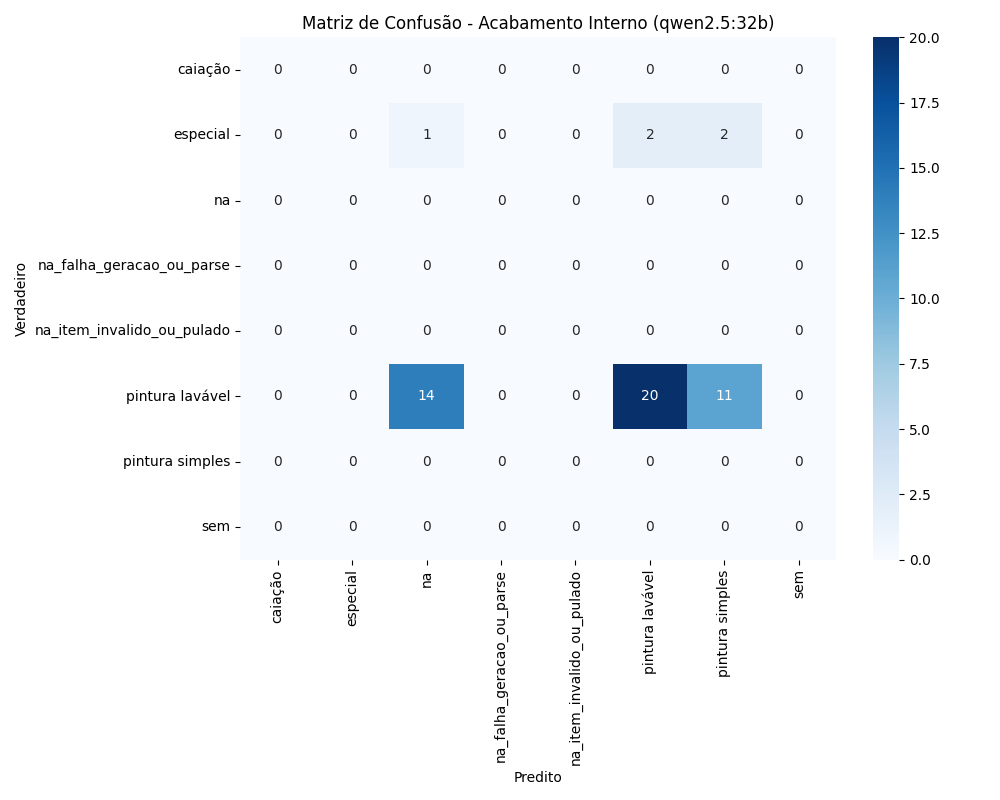 Matriz de Confusão - Acabamento Interno (qwen2.5:32b)
Verdadeiro
caiação 0 0 0 0 0 0 0 0
especial 0 0 1 0 0 2 2 0
na 0 0 0 0 0 0 0 0
na_falha_geracao_ou_parse 0 0 0 0 0 0 0 0
na_item_invalido_ou_pulado 0 0 0 0 0 0 0 0
pintura lavável 0 0 14 0 0 20 11 0
pintura simples 0 0 0 0 0 0 0 0
sem 0 0 0 0 0 0 0 0
caiação
especial
na
na_falha_geracao_ou_parse
na_item_invalido_ou_pulado
pintura lavável
pintura simples
sem
Predito
20.0
17.5
15.0
12.5
10.0
7.5
5.0
2.5
0.0